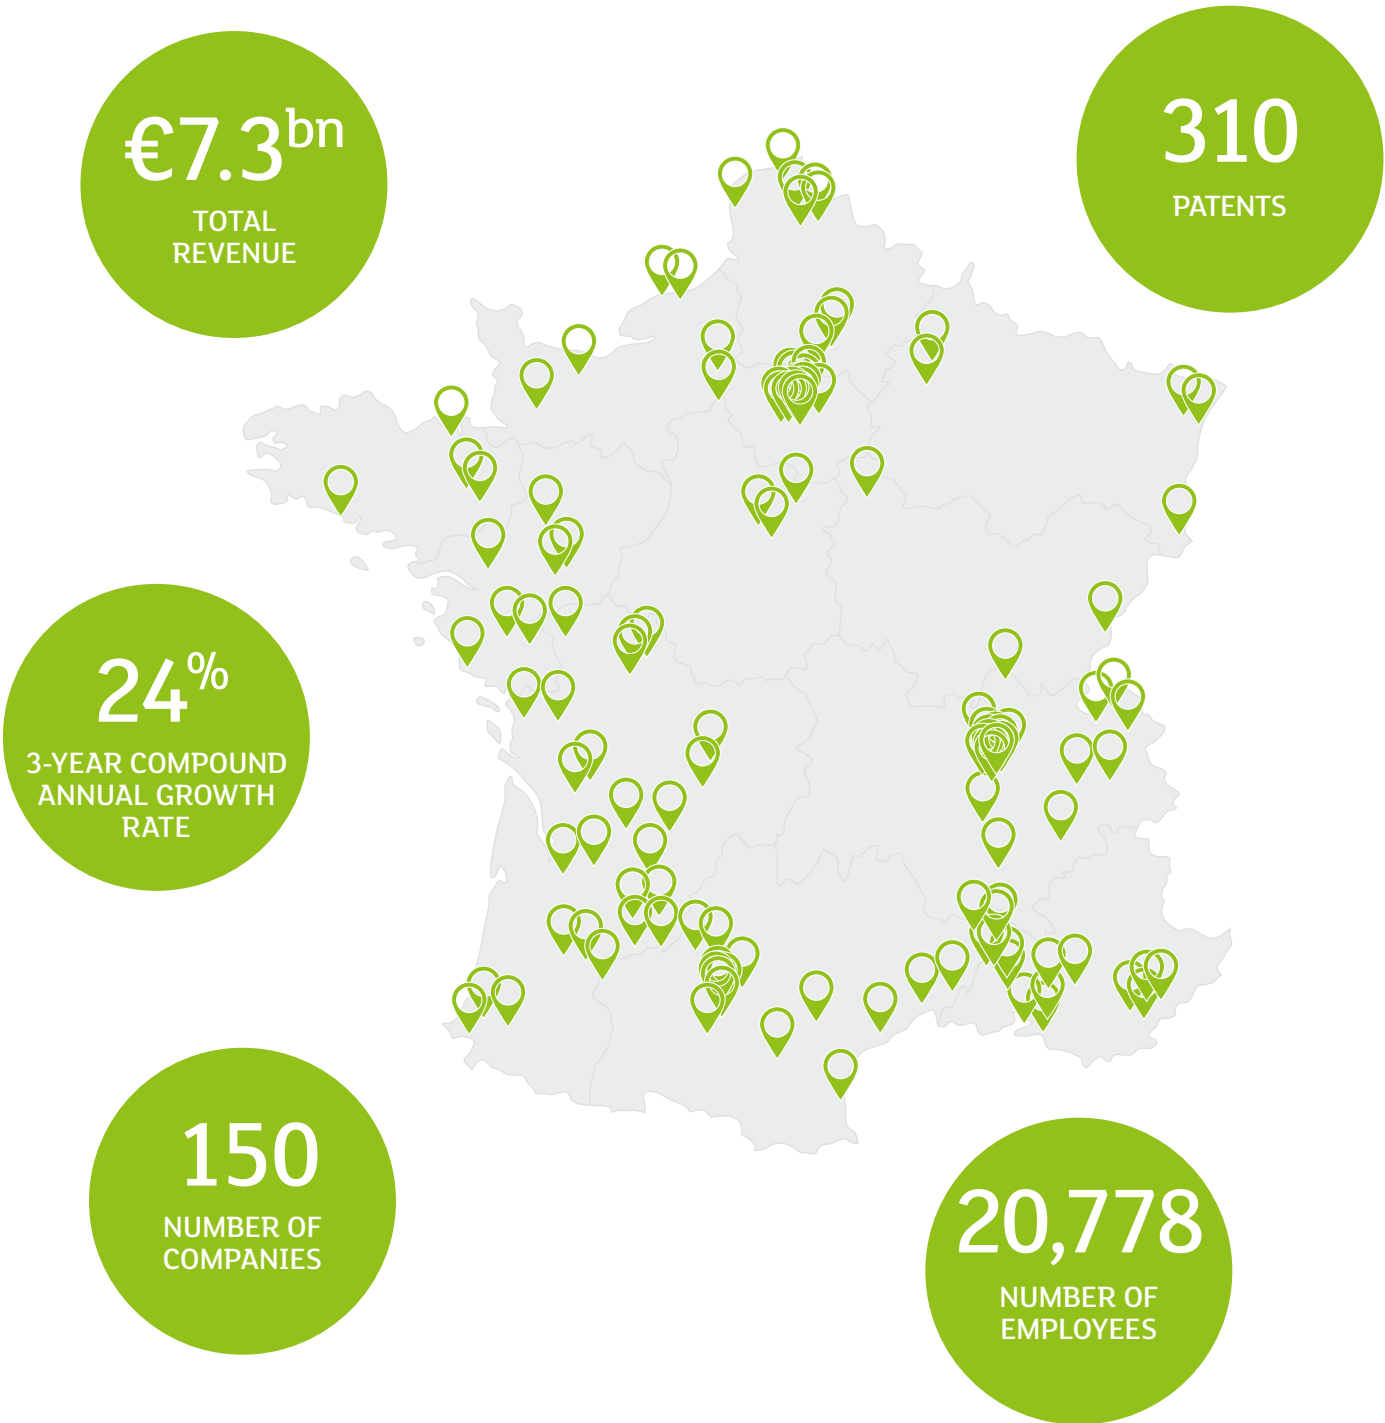 €7.3bn
TOTAL
REVENUE
310
PATENTS
24%
3-YEAR COMPOUND
ANNUAL GROWTH
RATE
150
NUMBER OF
COMPANIES
20,778
NUMBER OF
EMPLOYEES